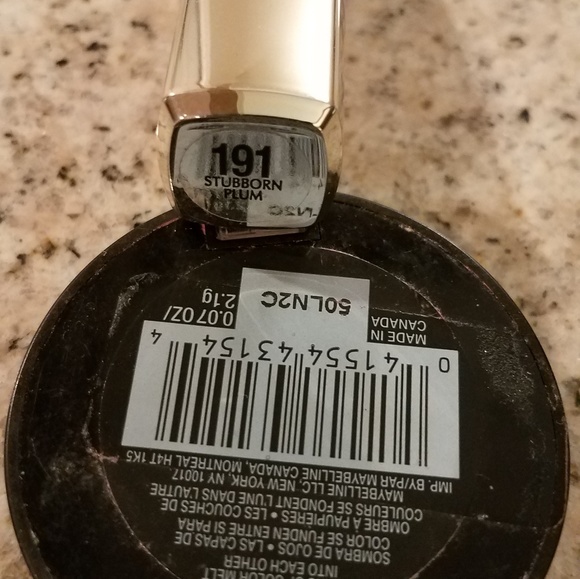 191
STUBBORN
PLUM
COLOR MELT
INTO EACH OTHER
SOMBRA DE OJOS • LAS CAPAS DE
COLOR SE FUNDEN ENTRE SI PARA
OMBRE À PAUPIÈRES • LES COUCHES DE
COULEURS SE FONDENT L'UNE DANS L'AUTRE
MAYBELLINE LLC, NEW YORK, NY 10017
IMP. BY/PAR MAYBELLINE CANADA, MONTREAL H4T 1K5
0 41554 43154 4
MADE IN
CANADA
50LN2C
0.07 OZ/
2.1g